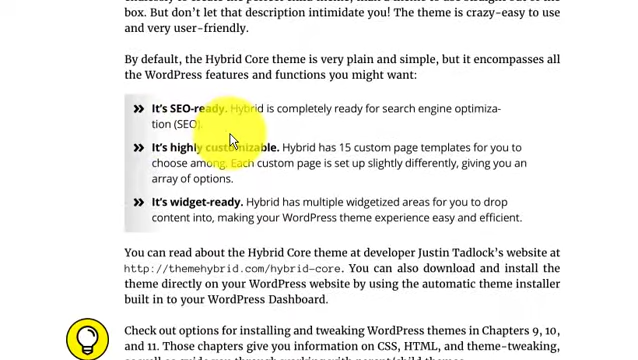 box. But don't let that description intimidate you! The theme is crazy-easy to use
and very user-friendly.
By default, the Hybrid Core theme is very plain and simple, but it encompasses all
the WordPress features and functions you might want:
» It's SEO-ready. Hybrid is completely ready for search engine optimiza-
tion (SEO).
» It's highly customizable. Hybrid has 15 custom page templates for you to
choose among. Each custom page is set up slightly differently, giving you an
array of options.
» It's widget-ready. Hybrid has multiple widgetized areas for you to drop
content into, making your WordPress theme experience easy and efficient.
You can read about the Hybrid Core theme at developer Justin Tadlock's website at
http://themehybrid.com/hybrid-core. You can also download and install the
theme directly on your WordPress website by using the automatic theme installer
built in to your WordPress Dashboard.
Check out options for installing and tweaking WordPress themes in Chapters 9, 10,
and 11. Those chapters give you information on CSS, HTML, and theme-tweaking,